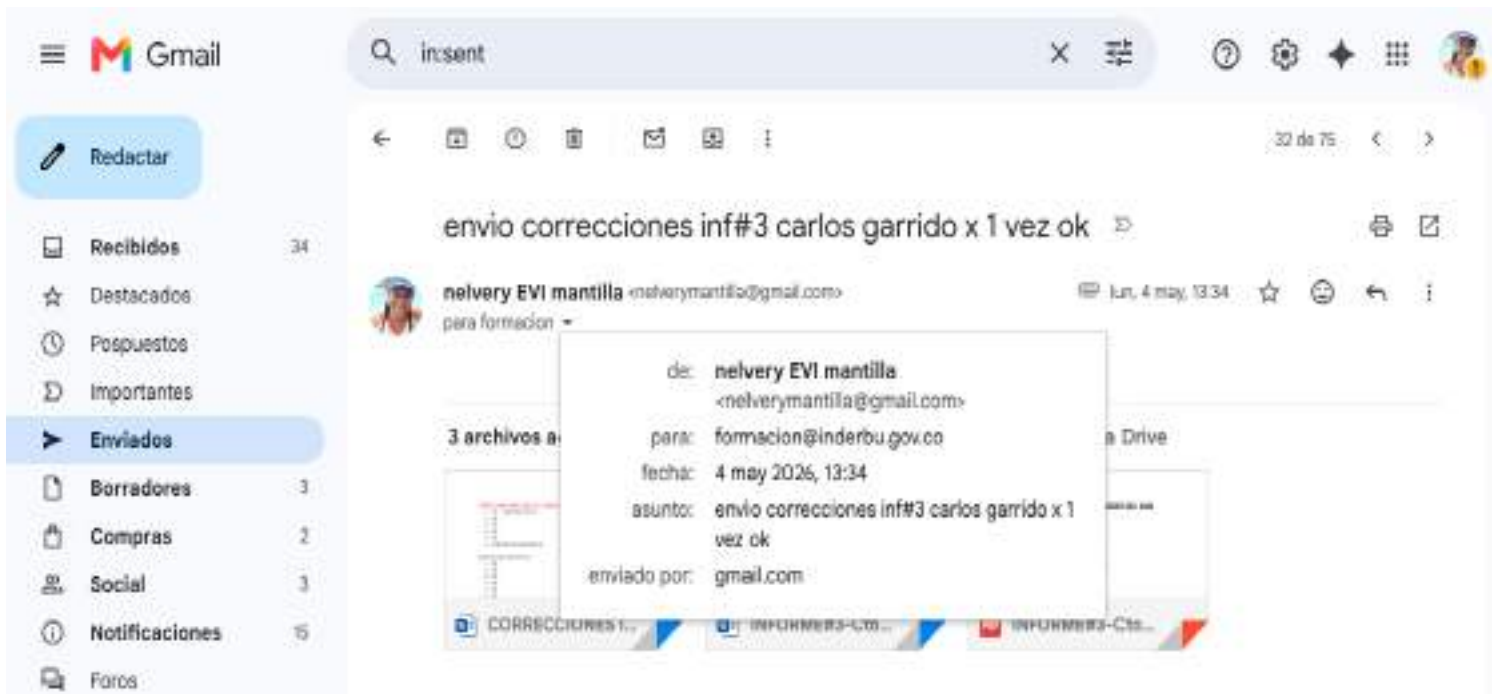 Gmail
in:sent
Redactar
32 de 75
envio correcciones inf#3 carlos garrido x 1 vez ok
Recibidos 34
nelvery EVI mantilla <nelverymantilla@gmail.com>
lun, 4 may, 13:34
Destacados
para formacion
Pospuestos
de: nelvery EVI mantilla
<nelverymantilla@gmail.com>
Importantes
Enviados
3 archivos a
para: formacion@inderbu.gov.co
a Drive
fecha: 4 may 2026, 13:34
Borradores 3
asunto: envio correcciones inf#3 carlos garrido x 1
vez ok
Compras 2
enviado por: gmail.com
Social 3
CORRECCIONES
INFORME#3-Cto...
INFORME#3-Cto...
Notificaciones 15
Foros